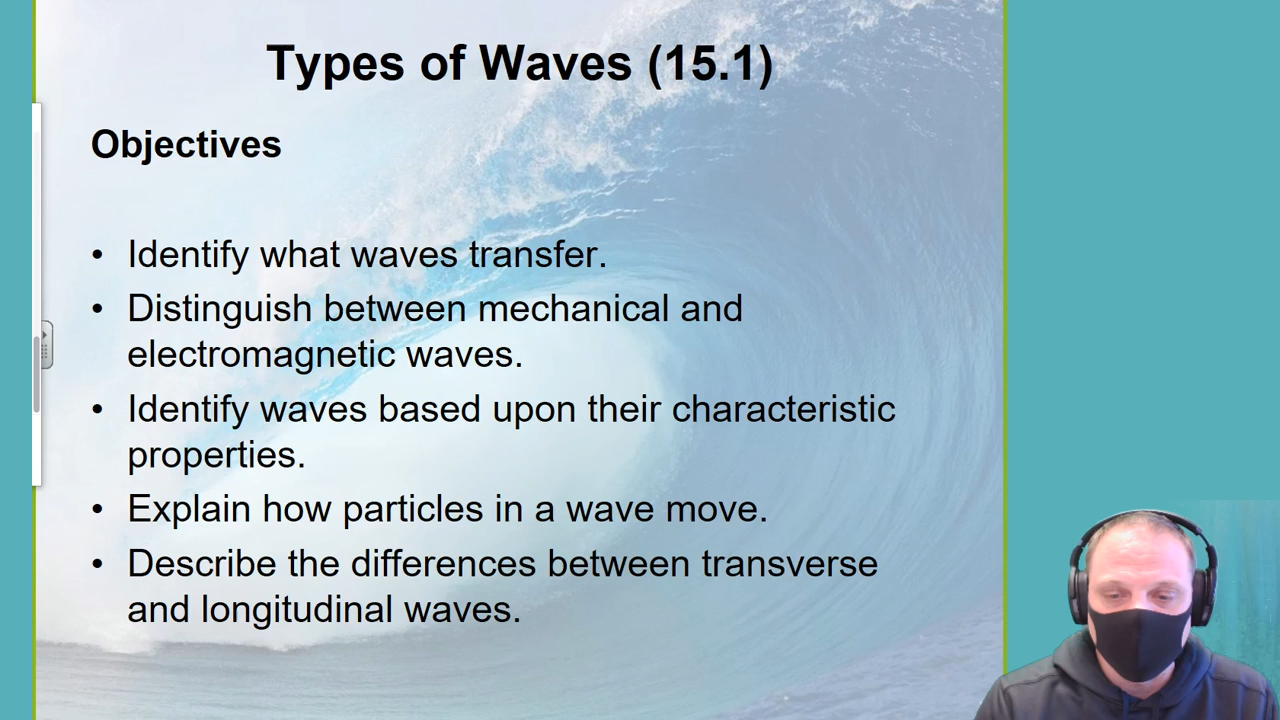 Types of Waves (15.1)
Objectives
• Identify what waves transfer.
• Distinguish between mechanical and
electromagnetic waves.
• Identify waves based upon their characteristic
properties.
• Explain how particles in a wave move.
• Describe the differences between transverse
and longitudinal waves.